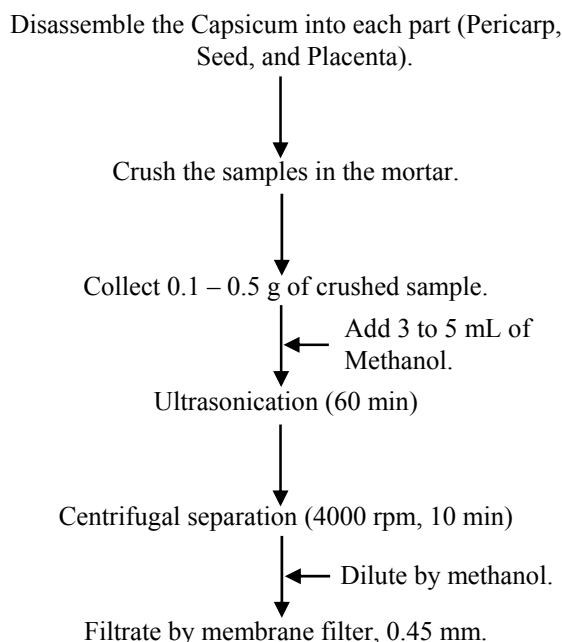 Disassemble the Capsicum into each part (Pericarp,
Seed, and Placenta).
Crush the samples in the mortar.
Collect 0.1 – 0.5 g of crushed sample.
Add 3 to 5 mL of
Methanol.
Ultrasonication (60 min)
Centrifugal separation (4000 rpm, 10 min)
Dilute by methanol.
Filtrate by membrane filter, 0.45 mm.